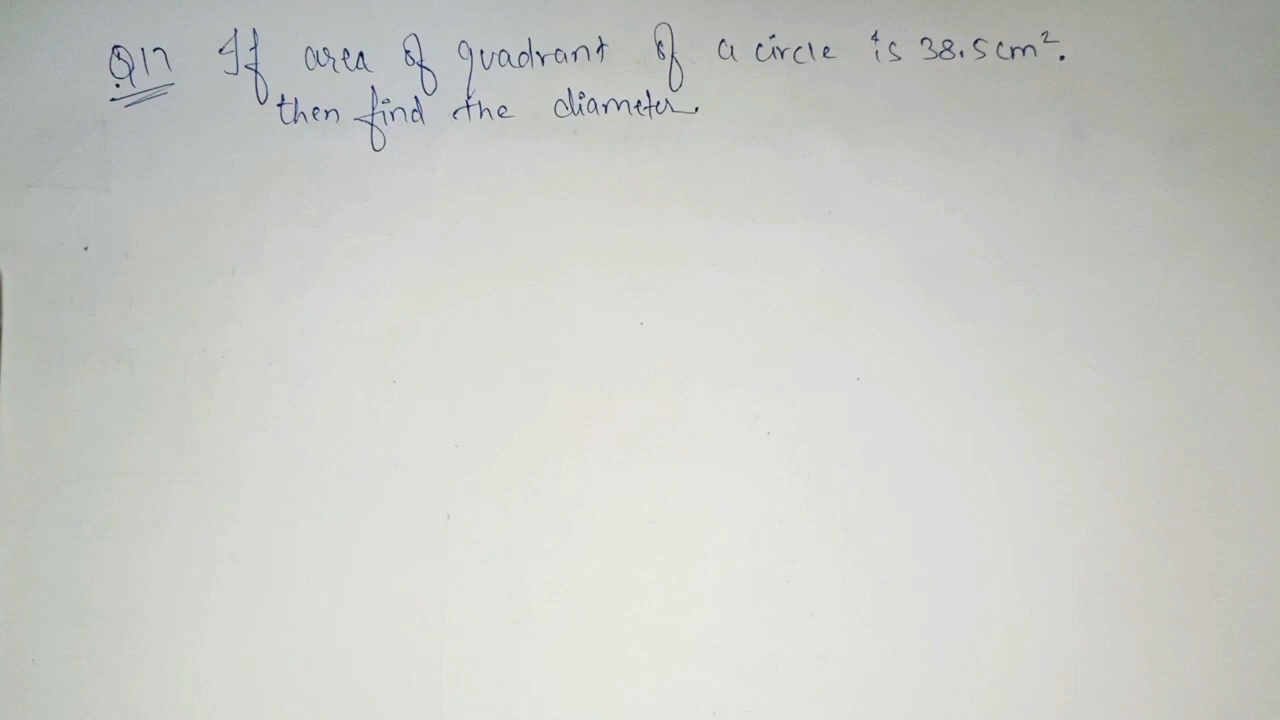 Q17 If area of quadrant of a circle is 38.5cm².
then find the diameter.